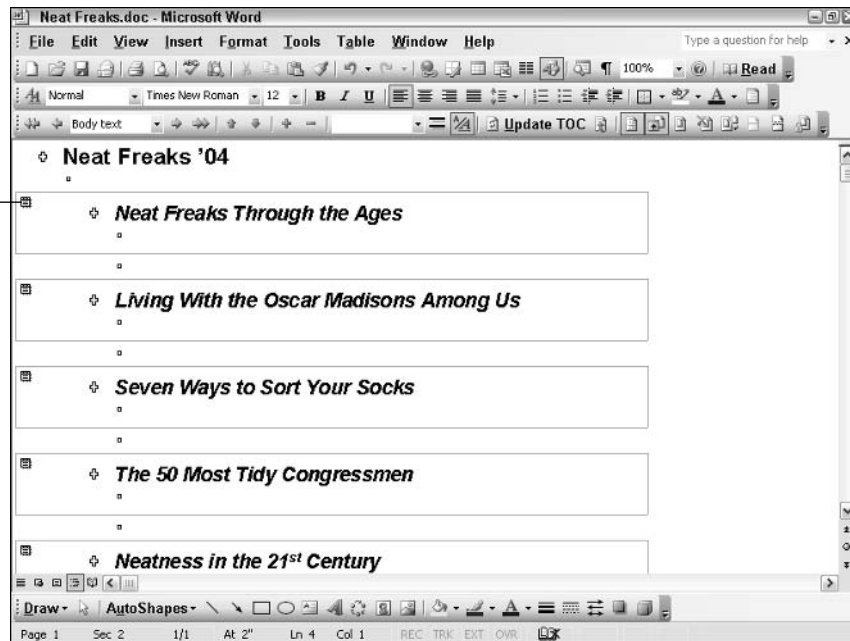 Neat Freaks.doc - Microsoft Word
File Edit View Insert Format Tools Table Window Help Type a question for help
100% Read
Normal Times New Roman 12 B I U
Body text Update TOC
Neat Freaks ’04
Neat Freaks Through the Ages
Living With the Oscar Madisons Among Us
Seven Ways to Sort Your Socks
The 50 Most Tidy Congressmen
Neatness in the 21st Century
Draw AutoShapes
Page 1 Sec 2 1/1 At 2" Ln 4 Col 1 REC TRK EXT OVR